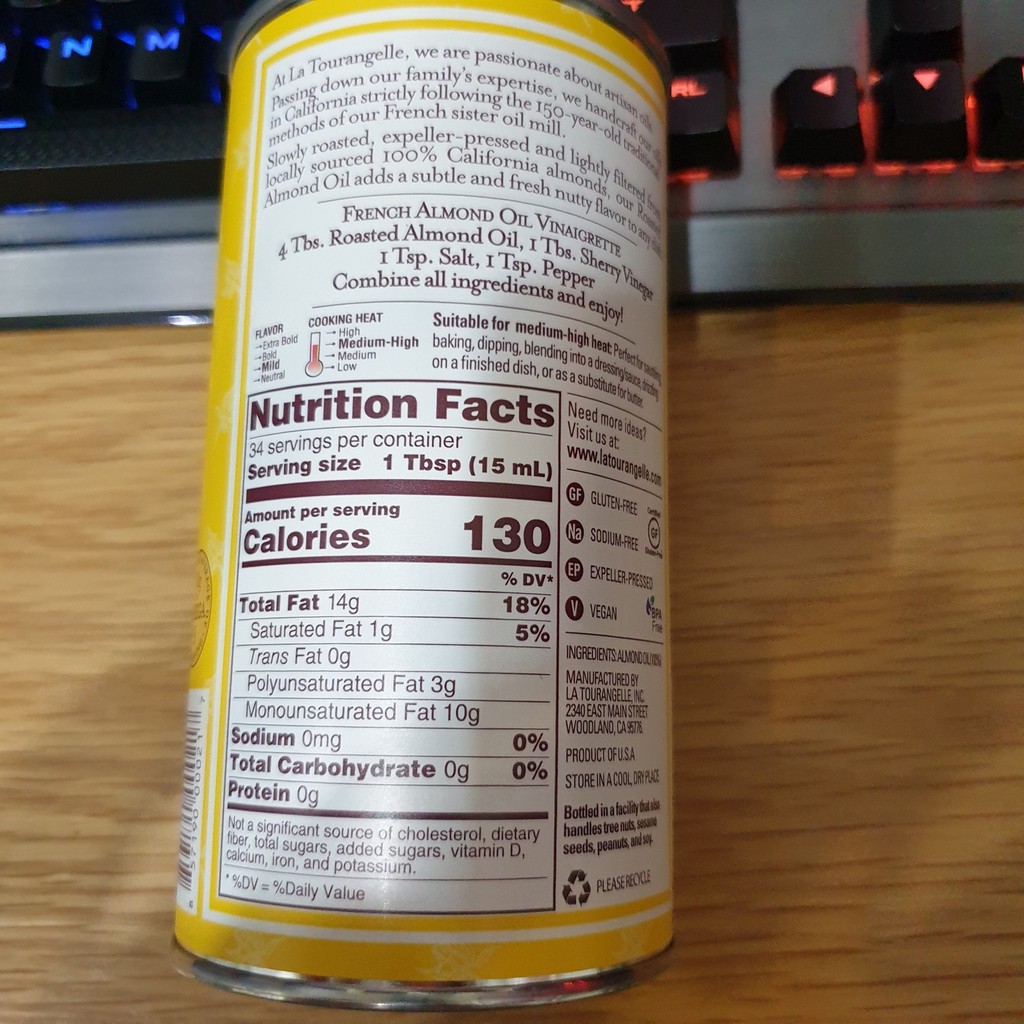 N M
At La Tourangelle, we are passionate about artisan oils.
Passing down our family's expertise, we handcraft our
in California strictly following the 150-year-old traditional
methods of our French sister oil mill.
Slowly roasted, expeller-pressed and lightly filtered from
locally sourced 100% California almonds, our Roasted
Almond Oil adds a subtle and fresh nutty flavor to any
FRENCH ALMOND OIL VINAIGRETTE
4 Tbs. Roasted Almond Oil, 1 Tbs. Sherry Vinegar
1 Tsp. Salt, 1 Tsp. Pepper
Combine all ingredients and enjoy!
FLAVOR
Extra Bold
Bold
Mild
Neutral
COOKING HEAT
High
Medium-High
Medium
Low
Suitable for medium-high heat: Perfect for sautéing,
baking, dipping, blending into a dressing/sauce, drizzling
on a finished dish, or as a substitute for butter.
Nutrition Facts
34 servings per container
Serving size 1 Tbsp (15 mL)
Amount per serving
Calories 130
% DV*
Total Fat 14g 18%
Saturated Fat 1g 5%
Trans Fat 0g
Polyunsaturated Fat 3g
Monounsaturated Fat 10g
Sodium 0mg 0%
Total Carbohydrate 0g 0%
Protein 0g
Not a significant source of cholesterol, dietary
fiber, total sugars, added sugars, vitamin D,
calcium, iron, and potassium.
* %DV = %Daily Value
Need more ideas?
Visit us at:
www.latourangelle.com
GF GLUTEN-FREE
Certified
GF
Gluten-Free
Na SODIUM-FREE
EP EXPELLER-PRESSED
V VEGAN
BPA
Free
INGREDIENTS: ALMOND OIL (100%)
MANUFACTURED BY
LA TOURANGELLE, INC.
2340 EAST MAIN STREET
WOODLAND, CA 95776.
PRODUCT OF U.S.A
STORE IN A COOL, DRY PLACE
Bottled in a facility that also
handles tree nuts, sesame
seeds, peanuts, and soy.
PLEASE RECYCLE